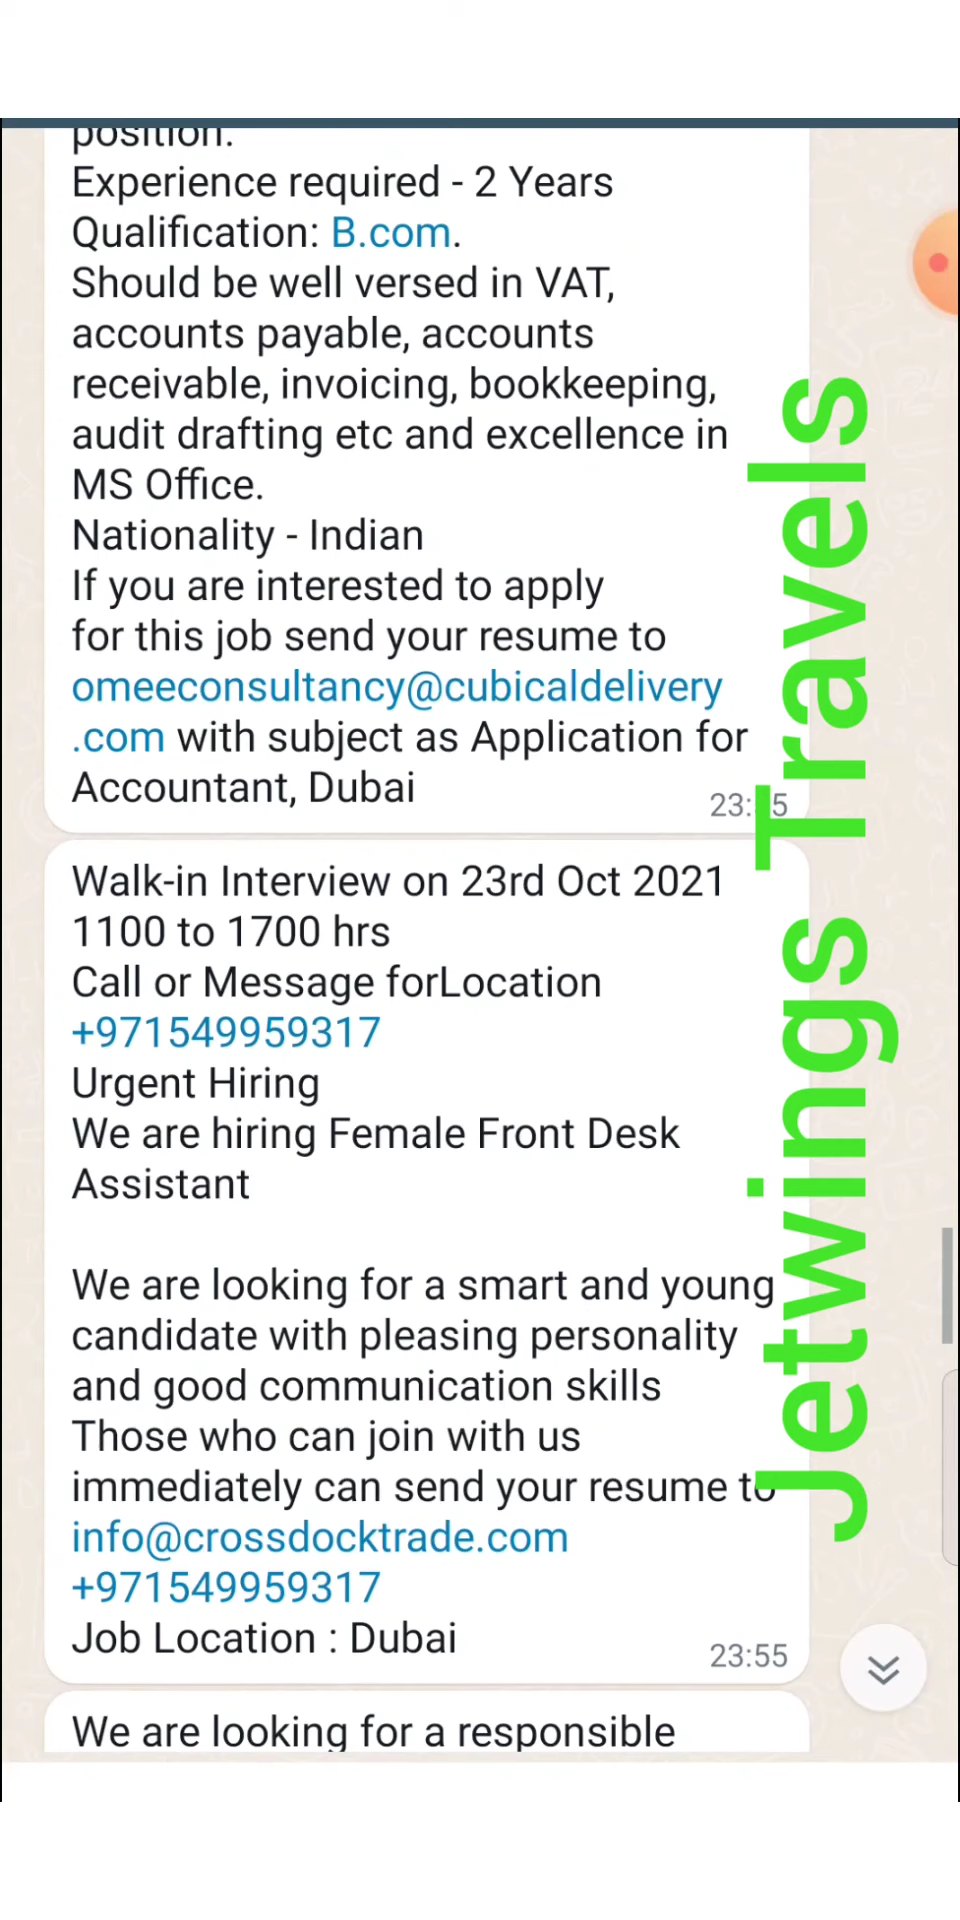 position.
Experience required - 2 Years
Qualification: B.com.
Should be well versed in VAT,
accounts payable, accounts
receivable, invoicing, bookkeeping,
audit drafting etc and excellence in
MS Office.
Nationality - Indian
If you are interested to apply
for this job send your resume to
omeeconsultancy@cubicaldelivery
.com with subject as Application for
Accountant, Dubai
Walk-in Interview on 23rd Oct 2021
1100 to 1700 hrs
Call or Message forLocation
+971549959317
Urgent Hiring
We are hiring Female Front Desk
Assistant
We are looking for a smart and young
candidate with pleasing personality
and good communication skills
Those who can join with us
immediately can send your resume to
info@crossdocktrade.com
+971549959317
Job Location : Dubai
23:55
We are looking for a responsible
Jetwings Travels